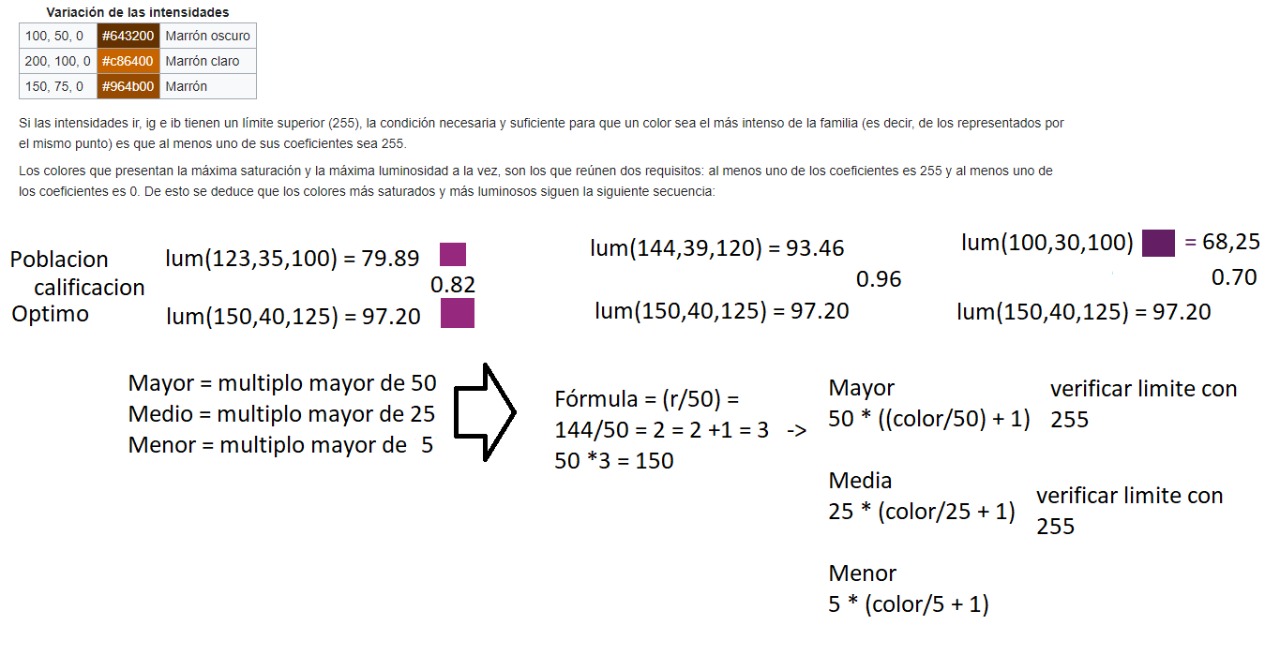 Variación de las intensidades
100, 50, 0 #643200 Marrón oscuro
200, 100, 0 #c86400 Marrón claro
150, 75, 0 #964b00 Marrón
Si las intensidades ir, ig e ib tienen un límite superior (255), la condición necesaria y suficiente para que un color sea el más intenso de la familia (es decir, de los representados por
el mismo punto) es que al menos uno de sus coeficientes sea 255.
Los colores que presentan la máxima saturación y la máxima luminosidad a la vez, son los que reúnen dos requisitos: al menos uno de los coeficientes es 255 y al menos uno de
los coeficientes es 0. De esto se deduce que los colores más saturados y más luminosos siguen la siguiente secuencia:
Poblacion
calificacion
Optimo
lum(123,35,100) = 79.89
0.82
lum(150,40,125) = 97.20
lum(144,39,120) = 93.46
0.96
lum(150,40,125) = 97.20
lum(100,30,100) = 68,25
0.70
lum(150,40,125) = 97.20
Mayor = multiplo mayor de 50
Medio = multiplo mayor de 25
Menor = multiplo mayor de 5
Fórmula = (r/50) =
144/50 = 2 = 2 +1 = 3 ->
50 *3 = 150
Mayor
50 * ((color/50) + 1)
verificar limite con
255
Media
25 * (color/25 + 1)
verificar limite con
255
Menor
5 * (color/5 + 1)